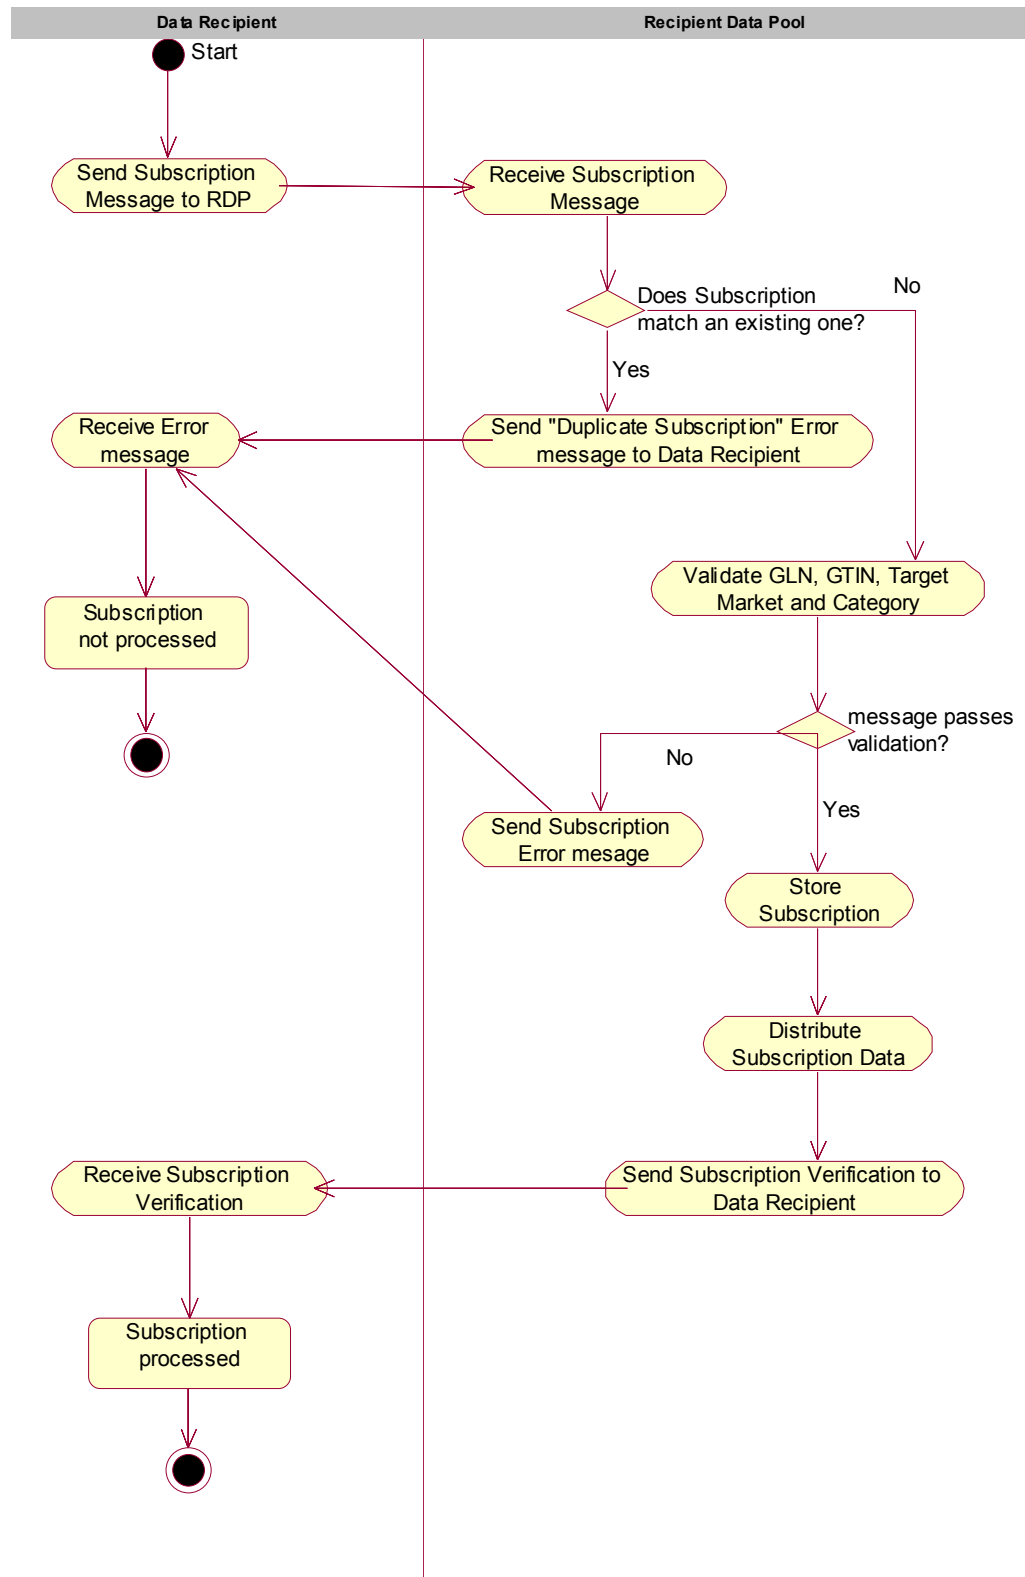 Data Recipient
Recipient Data Pool
Start
Send Subscription
Message to RDP
Receive Subscription
Message
Does Subscription
match an existing one?
No
Yes
Receive Error
message
Send "Duplicate Subscription" Error
message to Data Recipient
Validate GLN, GTIN, Target
Market and Category
Subscription
not processed
message passes
validation?
No
Yes
Send Subscription
Error mesage
Store
Subscription
Distribute
Subscription Data
Receive Subscription
Verification
Send Subscription Verification to
Data Recipient
Subscription
processed